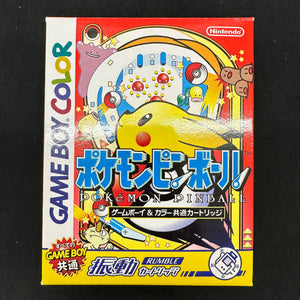 Nintendo
GAME BOY COLOR
ポケモンピンボール
POKéMON PINBALL
ゲームボーイ&カラー共通カートリッジ
GAME BOY
共通
振動
RUMBLE
カートリッジ